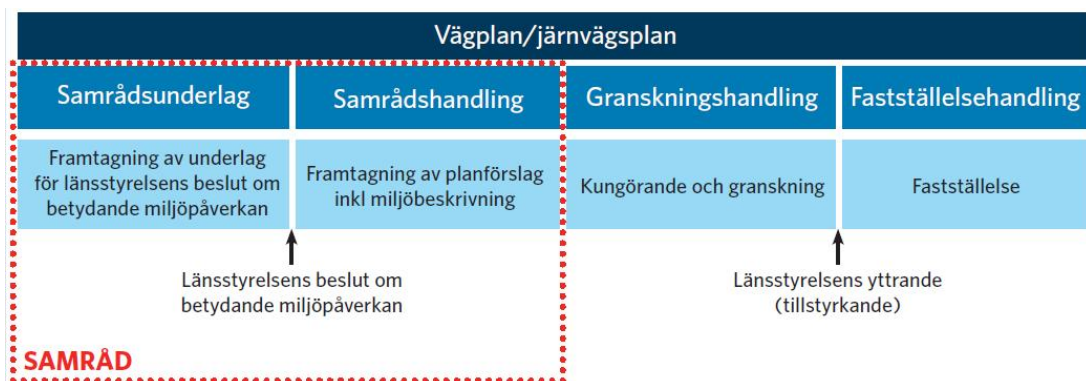 Vägplan/järnvägsplan
Samrådsunderlag
Samrådshandling
Granskningshandling
Fastställelsehandling
Framtagning av underlag
för länsstyrelsens beslut om
betydande miljöpåverkan
Framtagning av planförslag
inkl miljöbeskrivning
Kungörande och granskning
Fastställelse
Länsstyrelsens beslut om
betydande miljöpåverkan
Länsstyrelsens yttrande
(tillstyrkande)
SAMRÅD